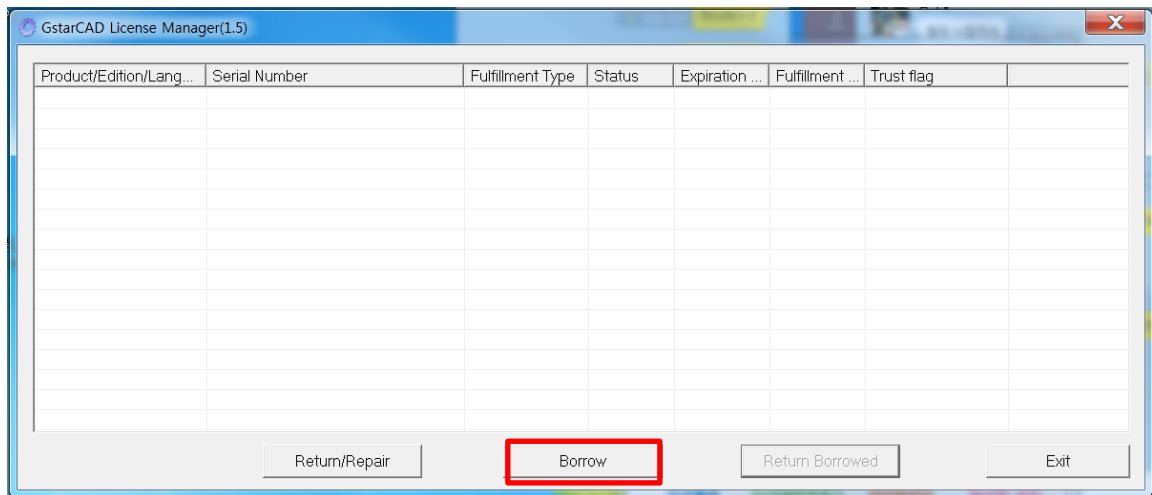 GstarCAD License Manager(1.5)
Product/Edition/Lang... Serial Number Fulfillment Type Status Expiration ... Fulfillment ... Trust flag
Return/Repair Borrow Return Borrowed Exit